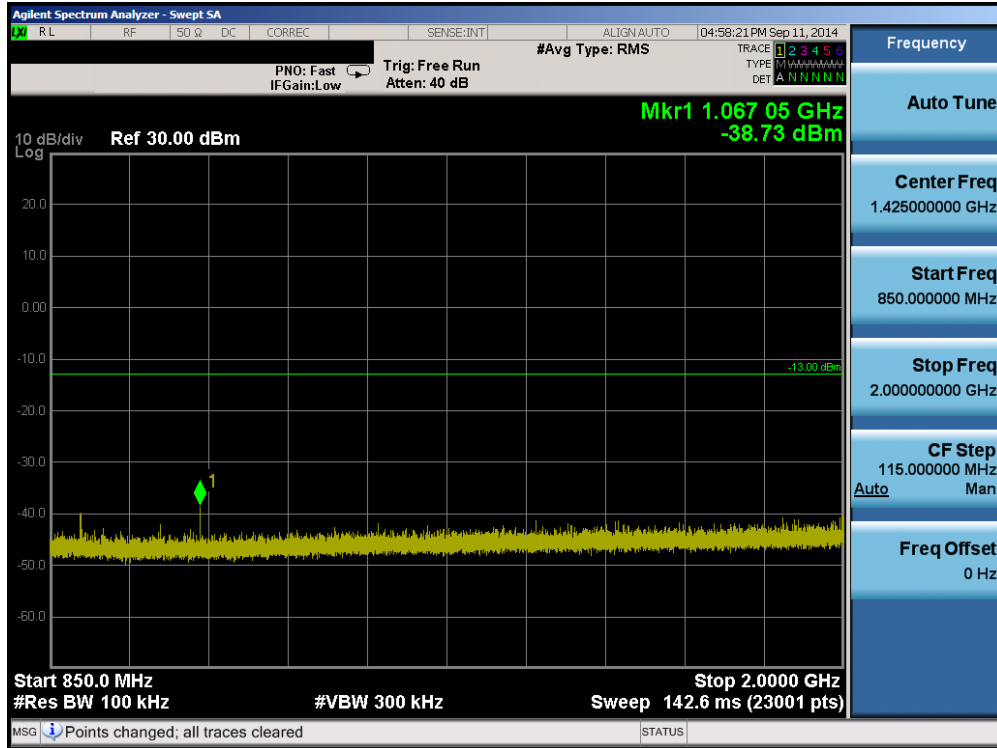 Agilent Spectrum Analyzer - Swept SA
LXI RL RF 50 Ω DC CORREC SENSE:INT ALIGN AUTO 04:58:21 PM Sep 11, 2014
#Avg Type: RMS TRACE 1 2 3 4 5 6
PNO: Fast Trig: Free Run TYPE M
IFGain:Low Atten: 40 dB DET A N N N N N
Mkr1 1.067 05 GHz
-38.73 dBm
10 dB/div Ref 30.00 dBm
Log
20.0
10.0
0.00
-10.0
-13.00 dBm
-20.0
-30.0
1
-40.0
-50.0
-60.0
Start 850.0 MHz Stop 2.0000 GHz
#Res BW 100 kHz #VBW 300 kHz Sweep 142.6 ms (23001 pts)
MSG Points changed; all traces cleared STATUS
Frequency
Auto Tune
Center Freq
1.425000000 GHz
Start Freq
850.000000 MHz
Stop Freq
2.000000000 GHz
CF Step
115.000000 MHz
Auto Man
Freq Offset
0 Hz